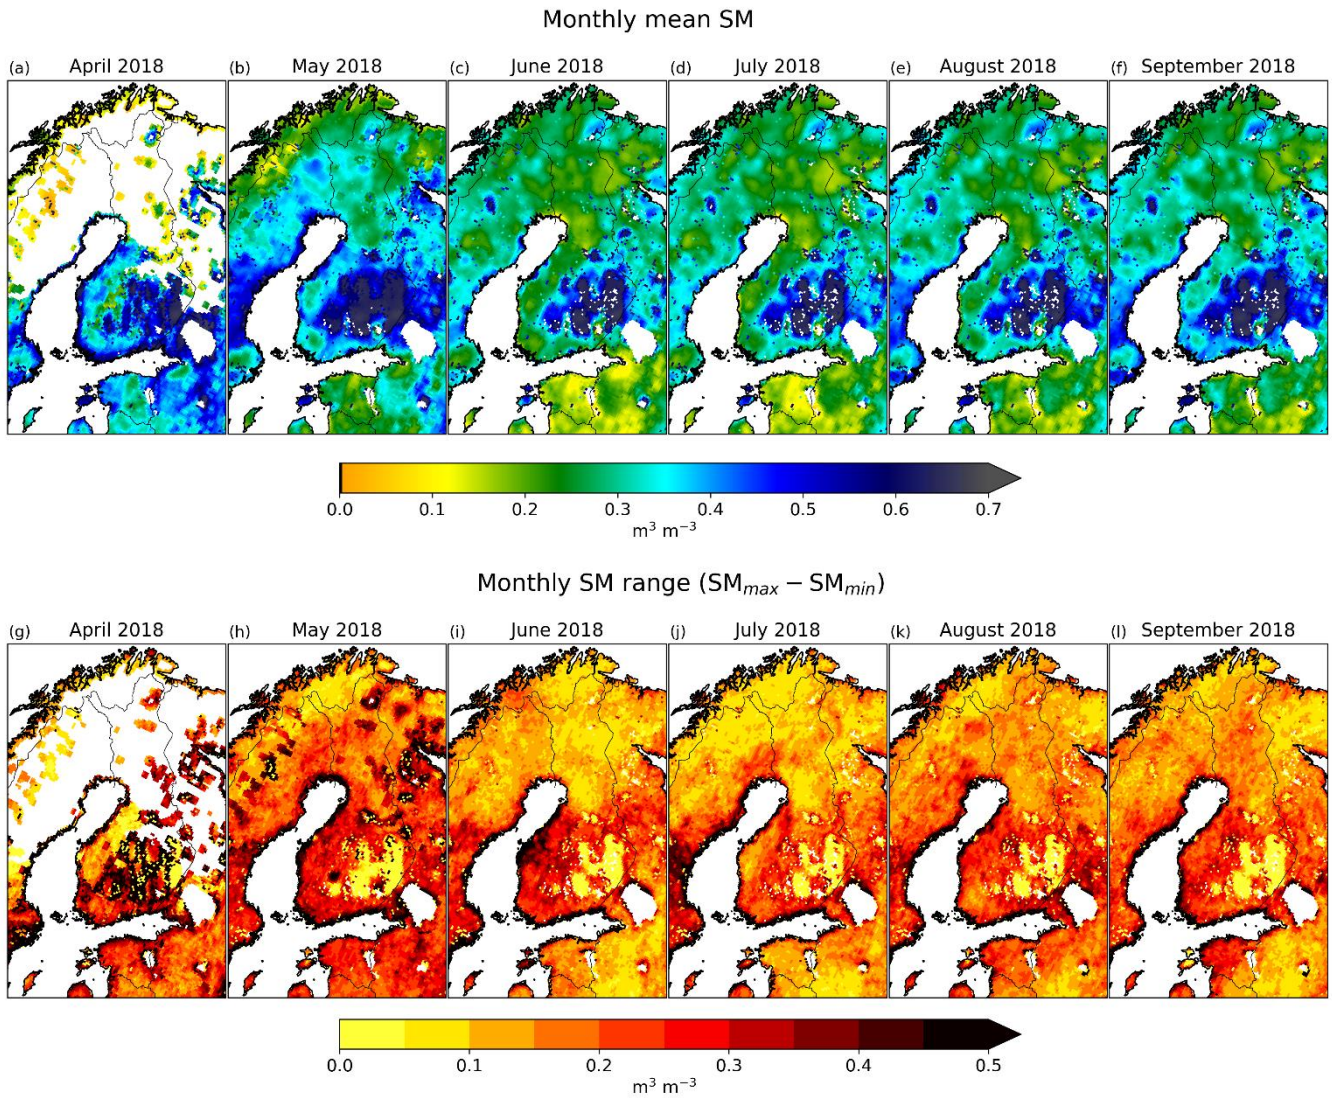 Monthly mean SM
(a) April 2018 (b) May 2018 (c) June 2018 (d) July 2018 (e) August 2018 (f) September 2018
0.0 0.1 0.2 0.3 0.4 0.5 0.6 0.7
m³ m⁻³
Monthly SM range (SMmax − SMmin)
(g) April 2018 (h) May 2018 (i) June 2018 (j) July 2018 (k) August 2018 (l) September 2018
0.0 0.1 0.2 0.3 0.4 0.5
m³ m⁻³